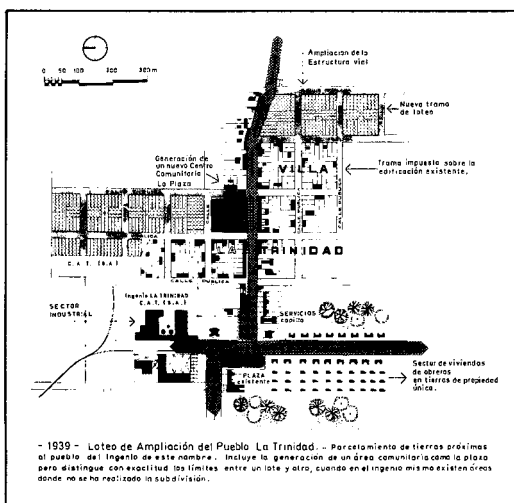 Ampliación de la
Estructura vial
0 50 100 200 300 m
Nueva trama
de loteo
Generación de
un nuevo Centro
Comunitario
La Plaza
VILLA
Trama impuesta sobre la
edificación existente.
LA TRINIDAD
C.A.T. (S.A.)
CALLE PUBLICA
SECTOR
INDUSTRIAL
Ingenio LA TRINIDAD
C.A.T. (S.A.)
SERVICIOS
capilla
PLAZA
existente
Sector de viviendas
de obreros
en tierras de propiedad
única.
- 1939 - Loteo de Ampliación del Pueblo La Trinidad. - Parcelamiento de tierras próximas
al pueblo del Ingenio de este nombre. Incluye la generación de un área comunitaria como la plaza
pero distingue con exactitud los límites entre un lote y otro, cuando en el ingenio mismo existen áreas
donde no se ha realizado la subdivisión.